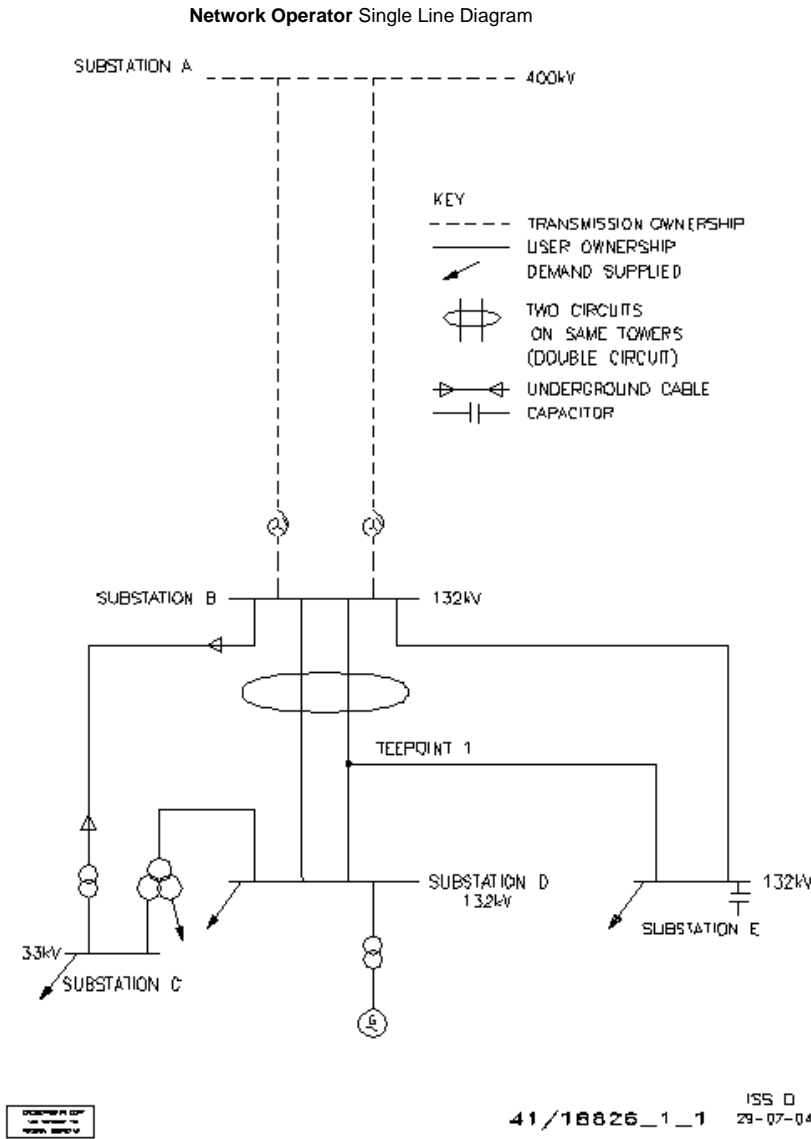 Network Operator Single Line Diagram
SUBSTATION A
400kV
KEY
TRANSMISSION OWNERSHIP
USER OWNERSHIP
DEMAND SUPPLIED
TWO CIRCUITS
ON SAME TOWERS
(DOUBLE CIRCUIT)
UNDERGROUND CABLE
CAPACITOR
SUBSTATION B
132kV
TEEPOINT 1
SUBSTATION D
132kV
132kV
SUBSTATION E
33kV
SUBSTATION C
G
41/18826_1_1
ISS D
29-07-04